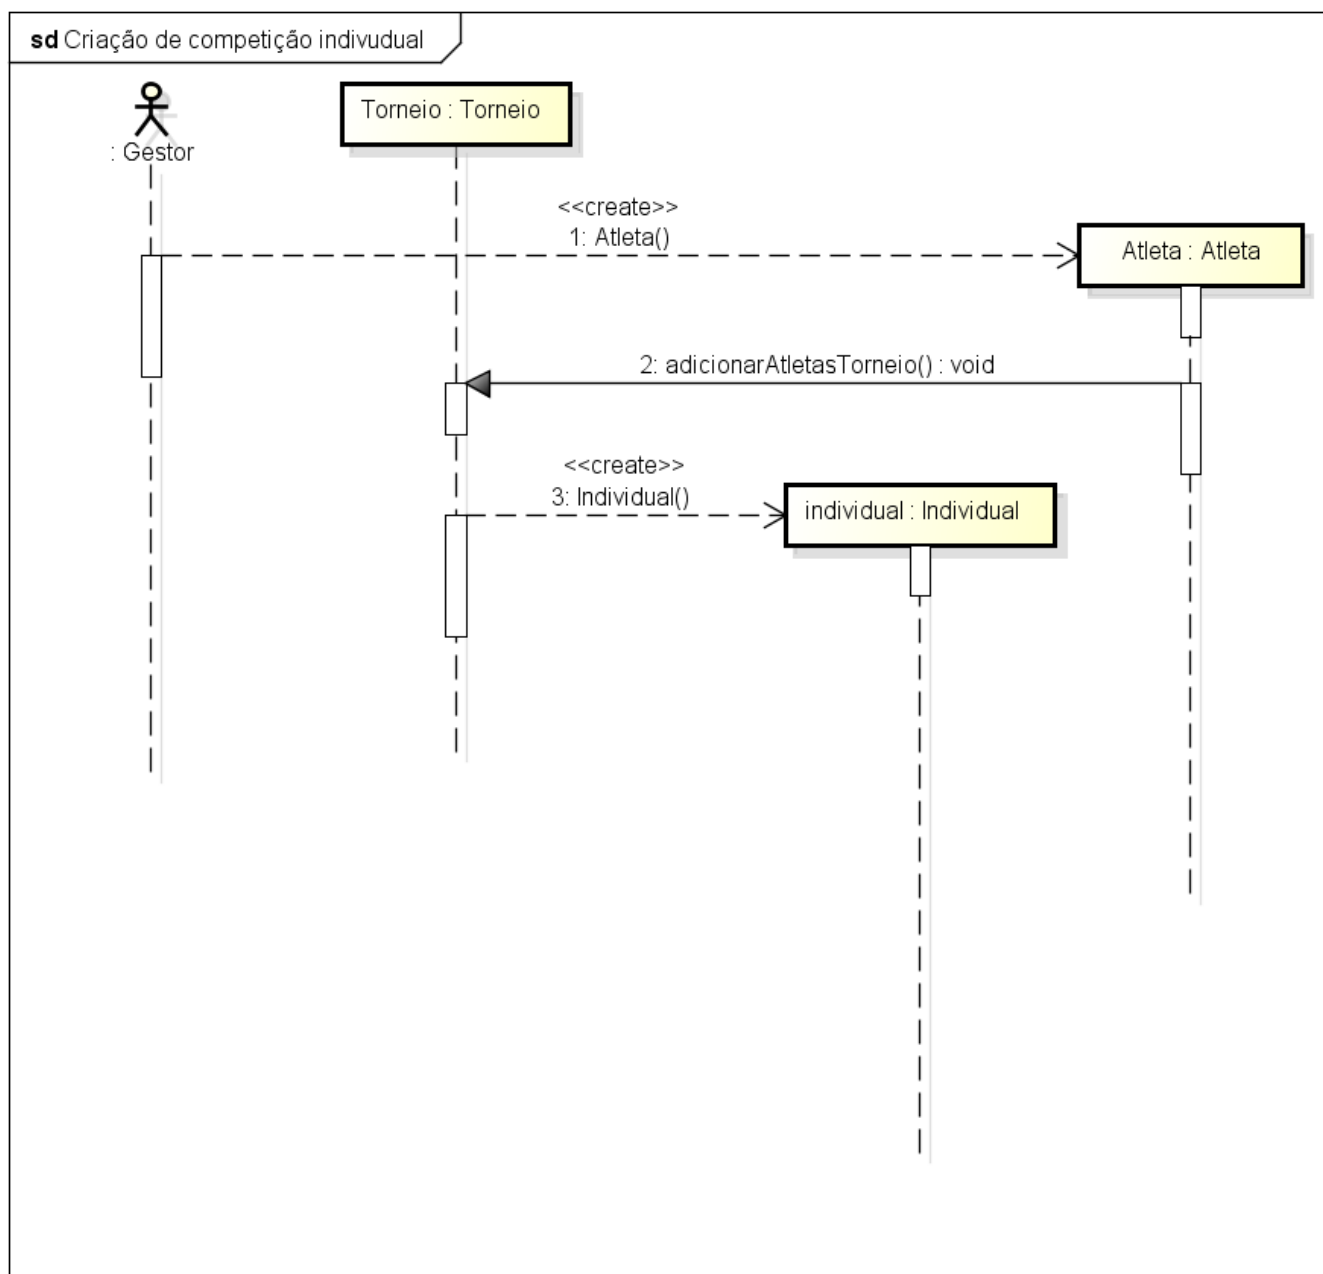 sd Criação de competição indivudual
Torneio : Torneio
: Gestor
<<create>>
1: Atleta()
Atleta : Atleta
2: adicionarAtletasTorneio() : void
<<create>>
3: Individual()
individual : Individual